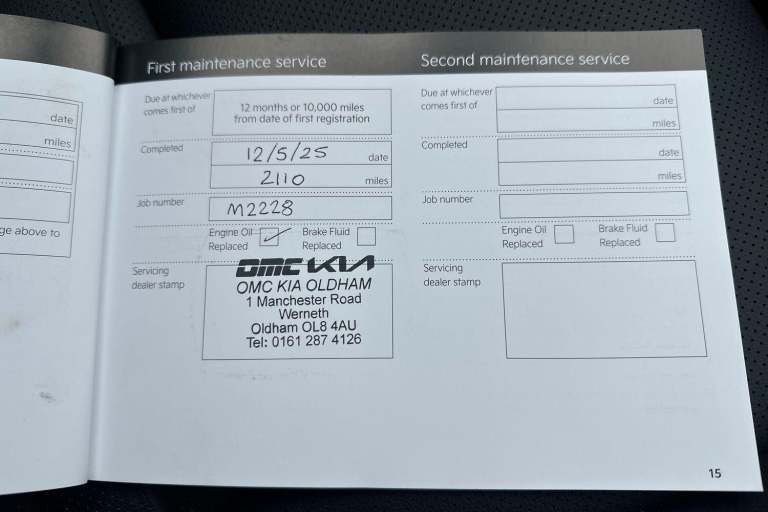 date
miles
ge above to
First maintenance service
Due at whichever
comes first of
12 months or 10,000 miles
from date of first registration
Completed
12/5/25 date
2110 miles
Job number
M2228
Engine Oil
Replaced
Brake Fluid
Replaced
Servicing
dealer stamp
OMC KIA
OMC KIA OLDHAM
1 Manchester Road
Werneth
Oldham OL8 4AU
Tel: 0161 287 4126
Second maintenance service
Due at whichever
comes first of
date
miles
Completed
date
miles
Job number
Engine Oil
Replaced
Brake Fluid
Replaced
Servicing
dealer stamp
15